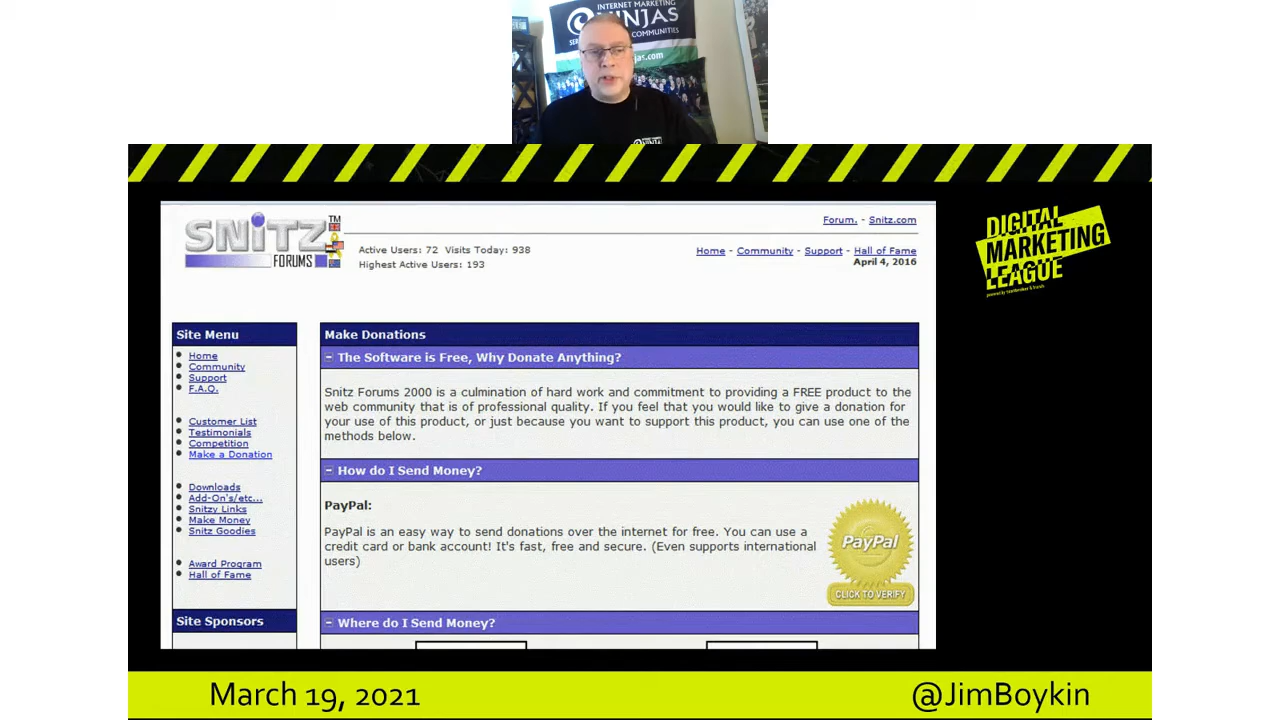 INTERNET MARKETING
NINJAS
COMMUNITIES
jas.com
SNiTZ TM
FORUMS
Active Users: 72 Visits Today: 938
Highest Active Users: 193
Forum. - Snitz.com
Home - Community - Support - Hall of Fame
April 4, 2016
DIGITAL
MARKETING
LEAGUE
Site Menu
Home
Community
Support
F.A.Q.
Customer List
Testimonials
Competition
Make a Donation
Downloads
Add-On's/etc...
Snitzy Links
Make Money
Snitz Goodies
Award Program
Hall of Fame
Site Sponsors
Make Donations
The Software is Free, Why Donate Anything?
Snitz Forums 2000 is a culmination of hard work and commitment to providing a FREE product to the
web community that is of professional quality. If you feel that you would like to give a donation for
your use of this product, or just because you want to support this product, you can use one of the
methods below.
How do I Send Money?
PayPal:
PayPal is an easy way to send donations over the internet for free. You can use a
credit card or bank account! It's fast, free and secure. (Even supports international
users)
PayPal
CLICK TO VERIFY
Where do I Send Money?
March 19, 2021
@JimBoykin